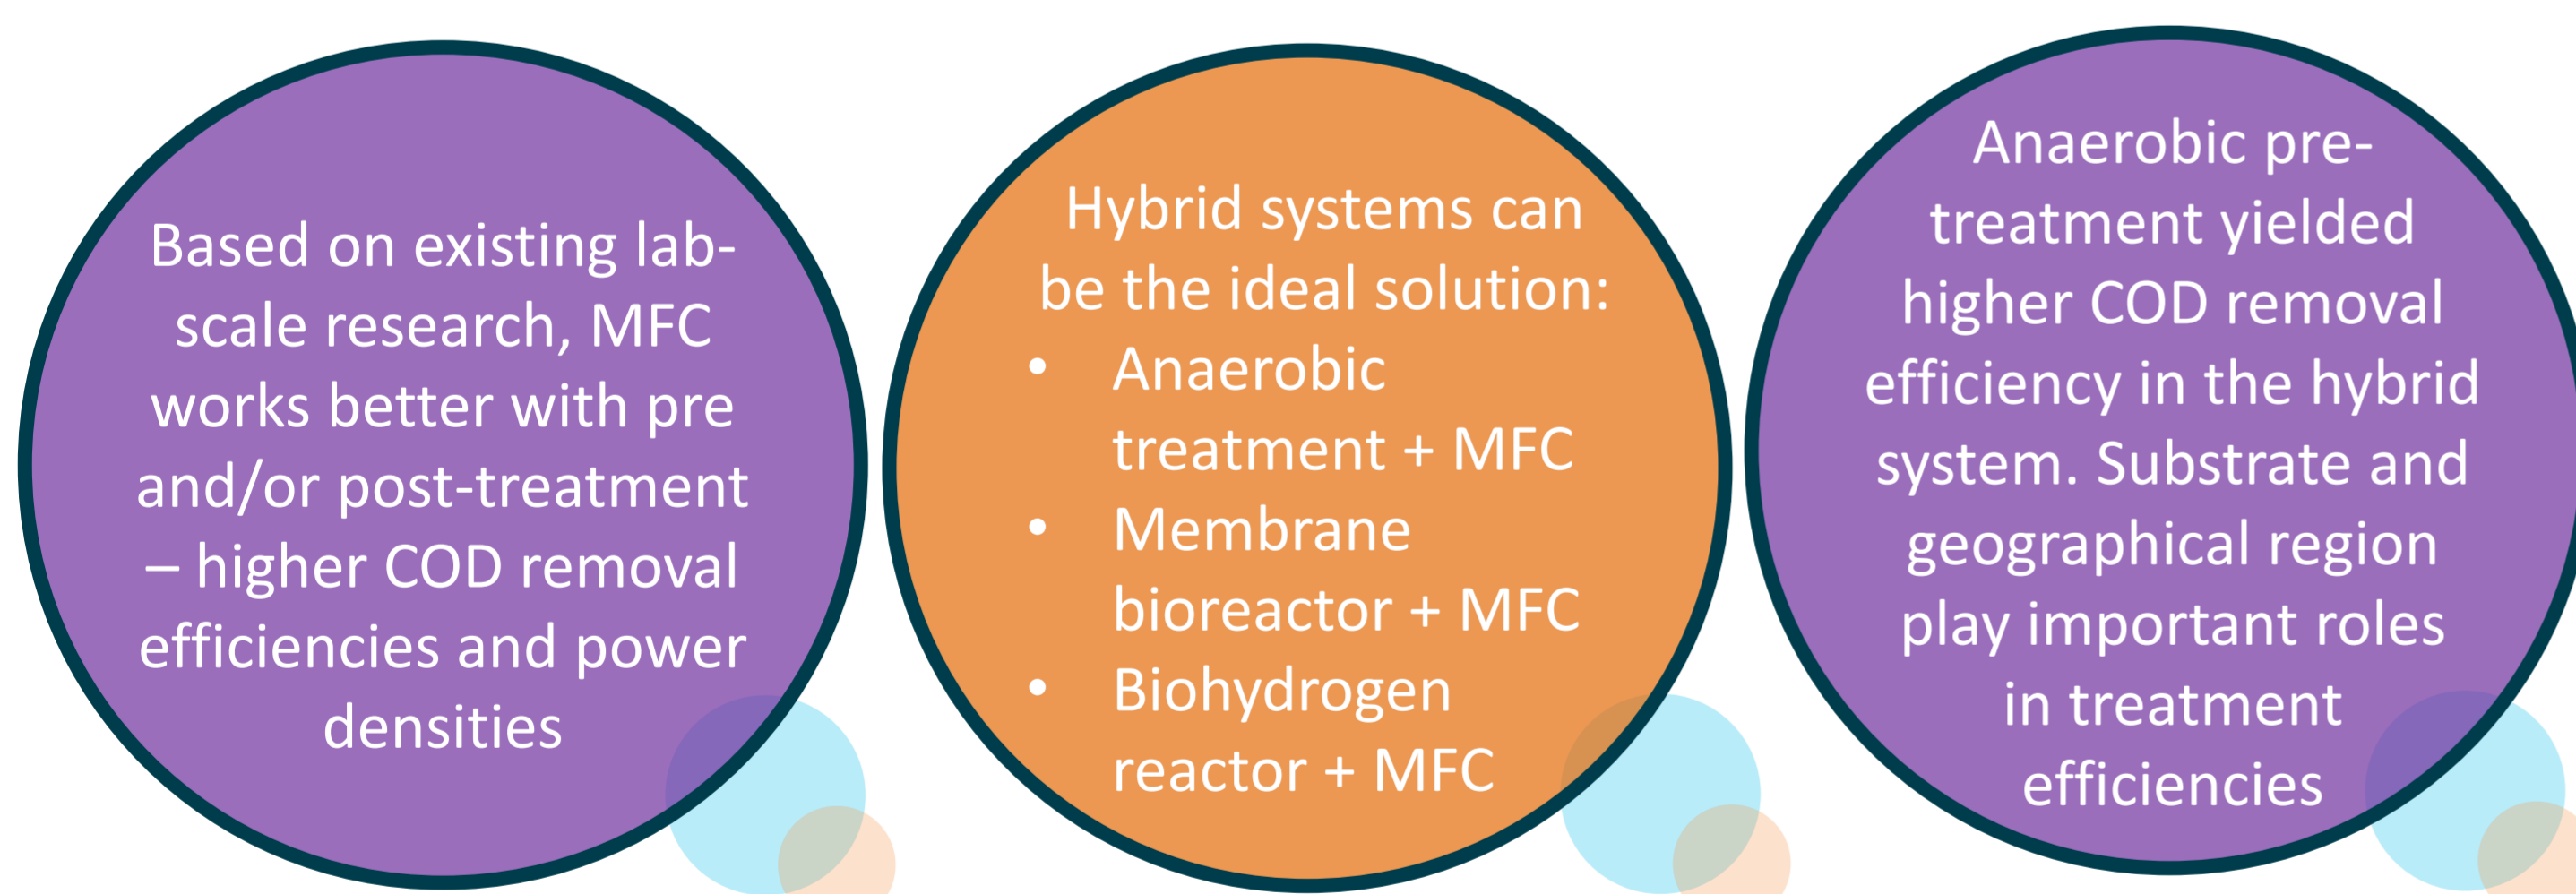 Based on existing lab-
scale research, MFC
works better with pre
and/or post-treatment
– higher COD removal
efficiencies and power
densities
Hybrid systems can
be the ideal solution:
• Anaerobic
treatment + MFC
• Membrane
bioreactor + MFC
• Biohydrogen
reactor + MFC
Anaerobic pre-
treatment yielded
higher COD removal
efficiency in the hybrid
system. Substrate and
geographical region
play important roles
in treatment
efficiencies